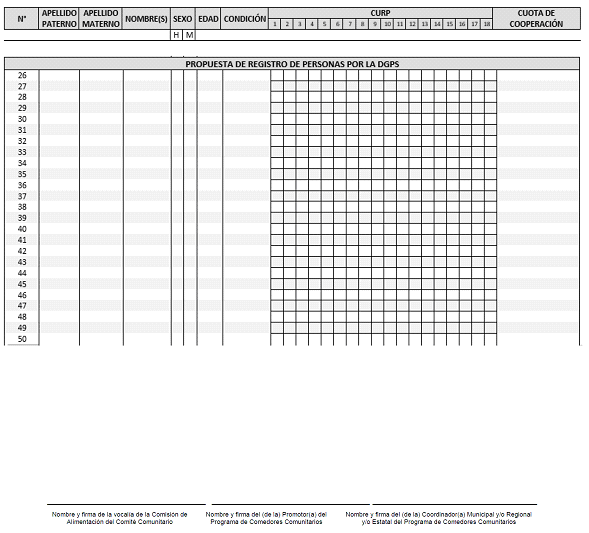 N° APELLIDO PATERNO APELLIDO MATERNO NOMBRE(S) SEXO EDAD CONDICIÓN CURP CUOTA DE COOPERACIÓN
1 2 3 4 5 6 7 8 9 10 11 12 13 14 15 16 17 18
H M
PROPUESTA DE REGISTRO DE PERSONAS POR LA DGPS
26
27
28
29
30
31
32
33
34
35
36
37
38
39
40
41
42
43
44
45
46
47
48
49
50
Nombre y firma de la vocalía de la Comisión de
Alimentación del Comité Comunitario
Nombre y firma del (de la) Promotor(a) del
Programa de Comedores Comunitarios
Nombre y firma del (de la) Coordinador(a) Municipal y/o Regional
y/o Estatal del Programa de Comedores Comunitarios